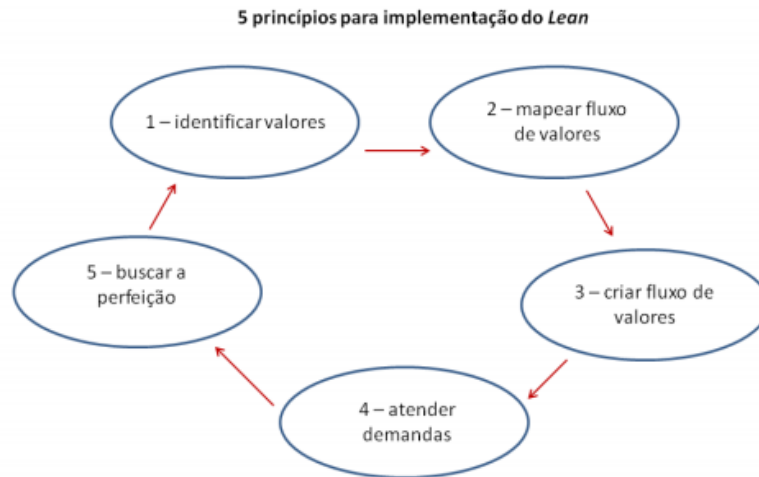 5 princípios para implementação do Lean
1 – identificar valores
2 – mapear fluxo
de valores
3 – criar fluxo de
valores
4 – atender
demandas
5 – buscar a
perfeição